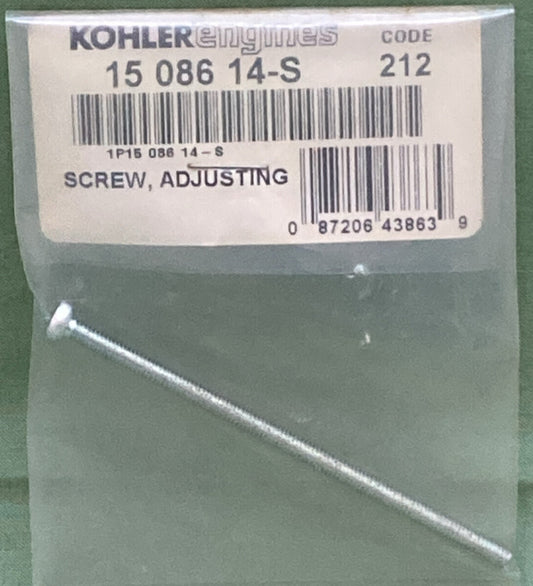 KOHLER engines CODE
15 086 14-S 212
1P15 086 14-S
SCREW, ADJUSTING
0 87206 43863 9